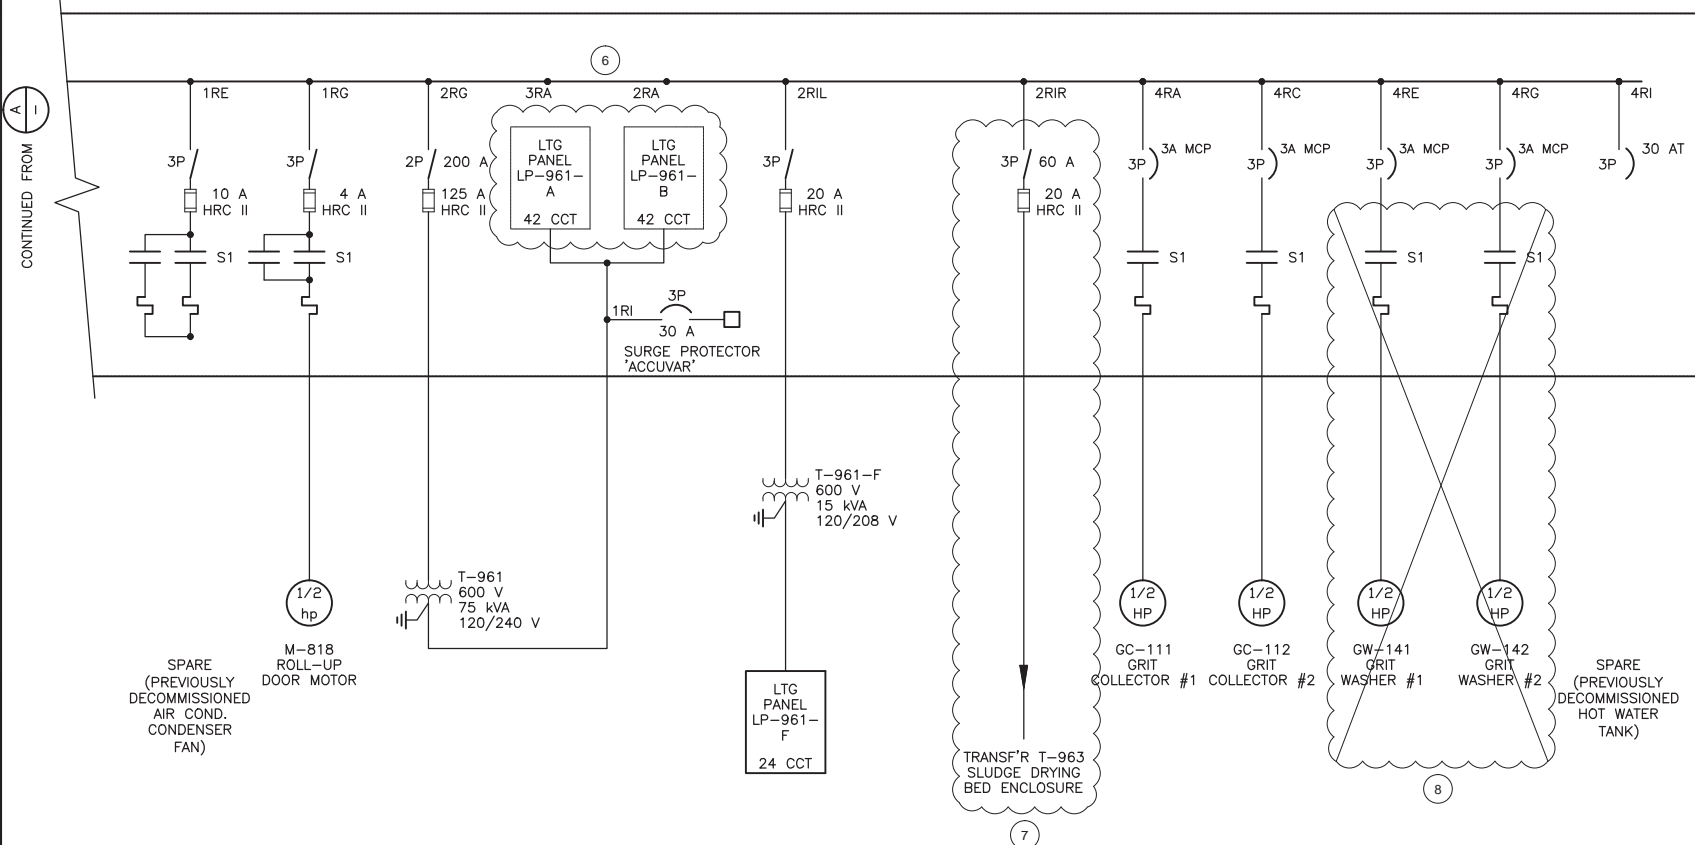 6
1RE
1RG
2RG
3RA
2RA
2RIL
2RIR
4RA
4RC
4RE
4RG
4RI
A
–
CONTINUED FROM
3P
10 A
HRC II
S1
3P
4 A
HRC II
S1
2P
200 A
125 A
HRC II
LTG
PANEL
LP-961-
A
42 CCT
LTG
PANEL
LP-961-
B
42 CCT
1RI
3P
30 A
SURGE PROTECTOR
'ACCUVAR'
3P
20 A
HRC II
3P
60 A
20 A
HRC II
3P
3A MCP
S1
3P
3A MCP
S1
3P
3A MCP
S1
3P
3A MCP
S1
3P
30 AT
T-961-F
600 V
15 kVA
120/208 V
T-961
600 V
75 kVA
120/240 V
1/2
hp
M-818
ROLL-UP
DOOR MOTOR
SPARE
(PREVIOUSLY
DECOMMISSIONED
AIR COND.
CONDENSER
FAN)
LTG
PANEL
LP-961-
F
24 CCT
TRANSF'R T-963
SLUDGE DRYING
BED ENCLOSURE
7
1/2
HP
GC-111
GRIT
COLLECTOR #1
1/2
HP
GC-112
GRIT
COLLECTOR #2
1/2
HP
GW-141
GRIT
WASHER #1
1/2
HP
GW-142
GRIT
WASHER #2
8
SPARE
(PREVIOUSLY
DECOMMISSIONED
HOT WATER
TANK)